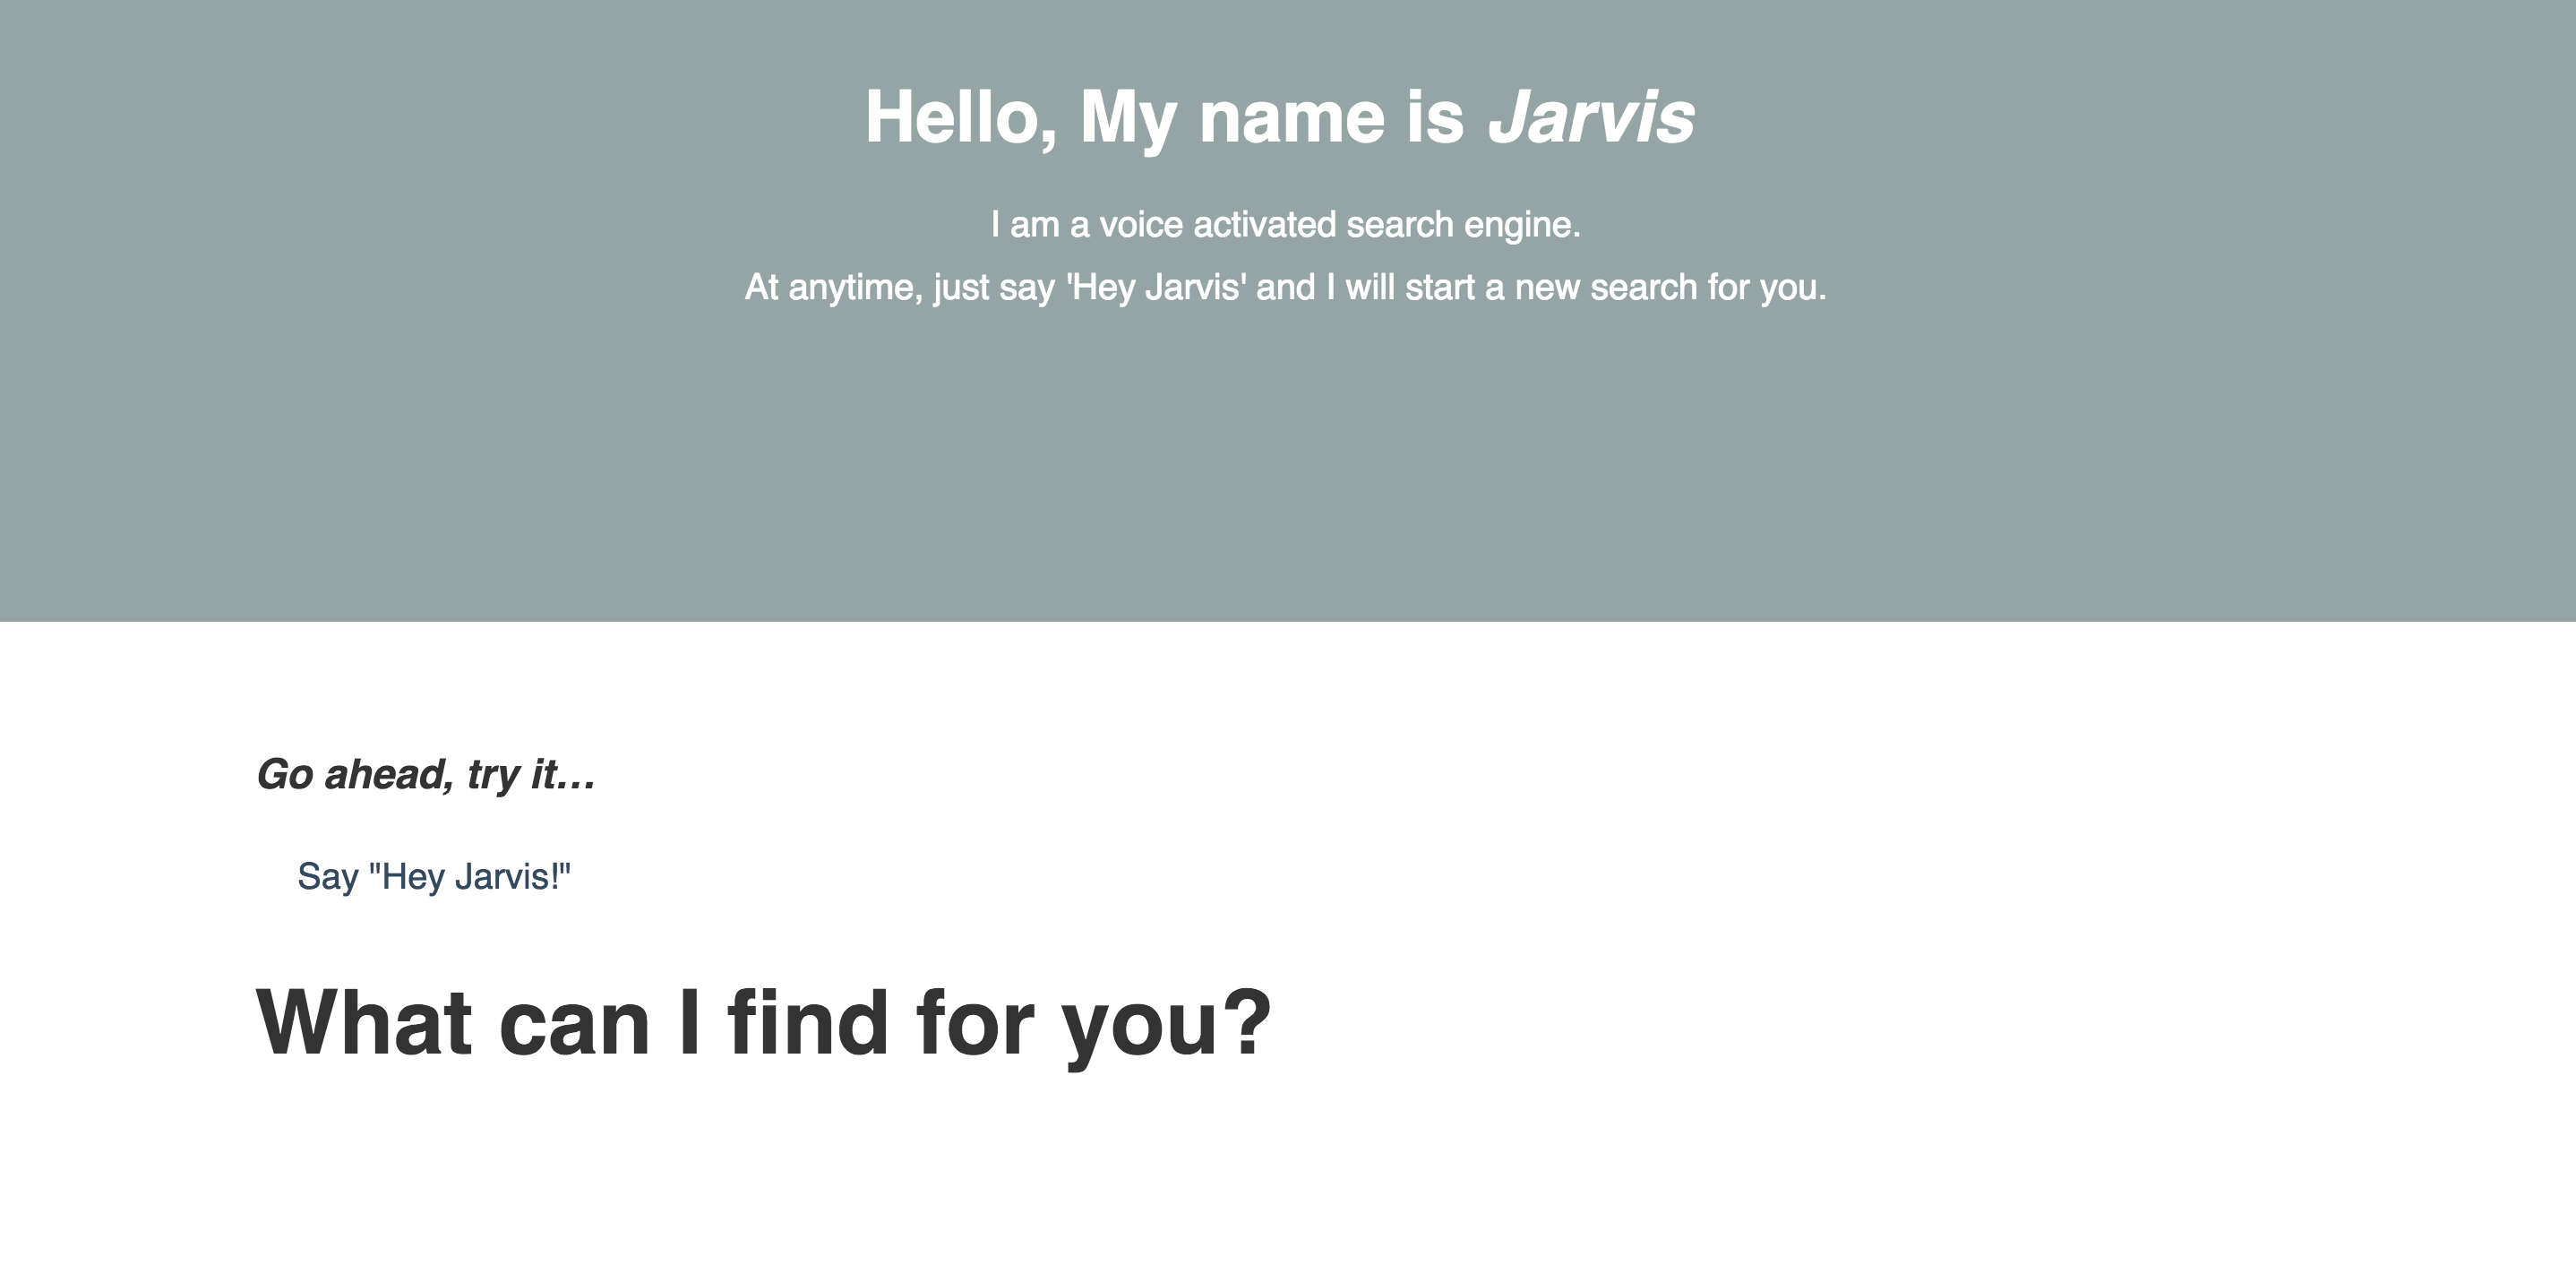 Hello, My name is Jarvis
I am a voice activated search engine.
At anytime, just say 'Hey Jarvis' and I will start a new search for you.
Go ahead, try it...
Say "Hey Jarvis!"
What can I find for you?